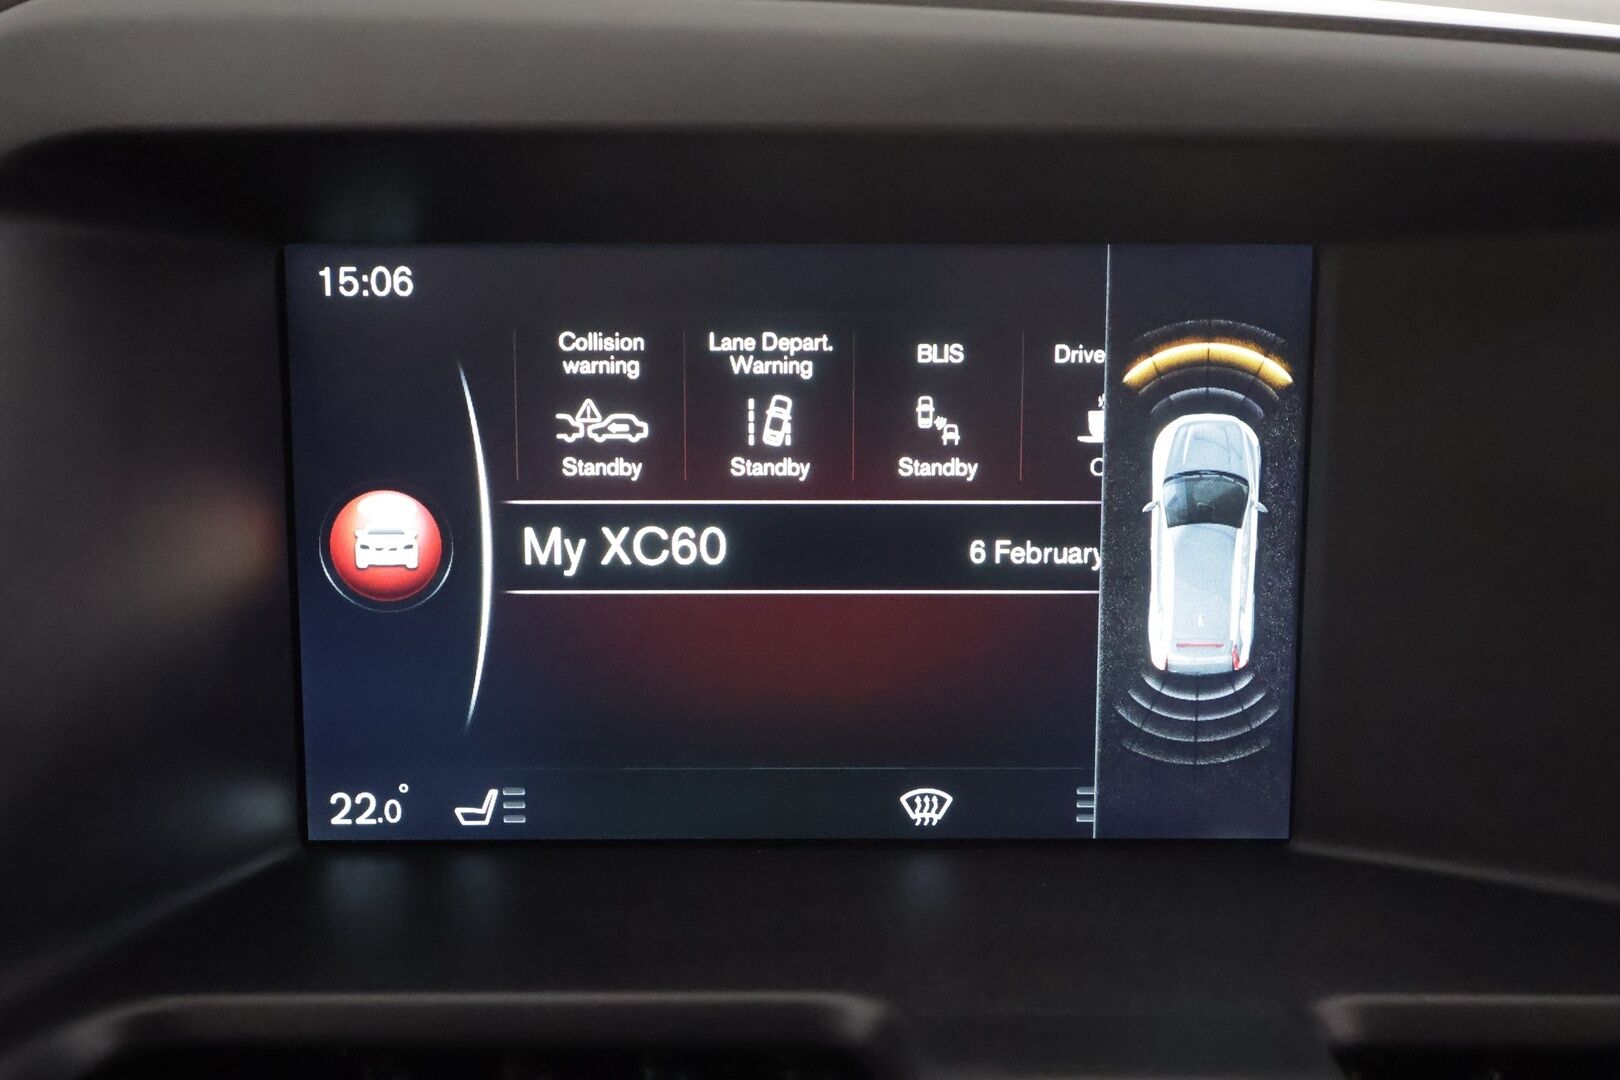 15:06
Collision
warning
Standby
Lane Depart.
Warning
Standby
BLIS
Standby
Drive
My XC60
6 February
22.0°